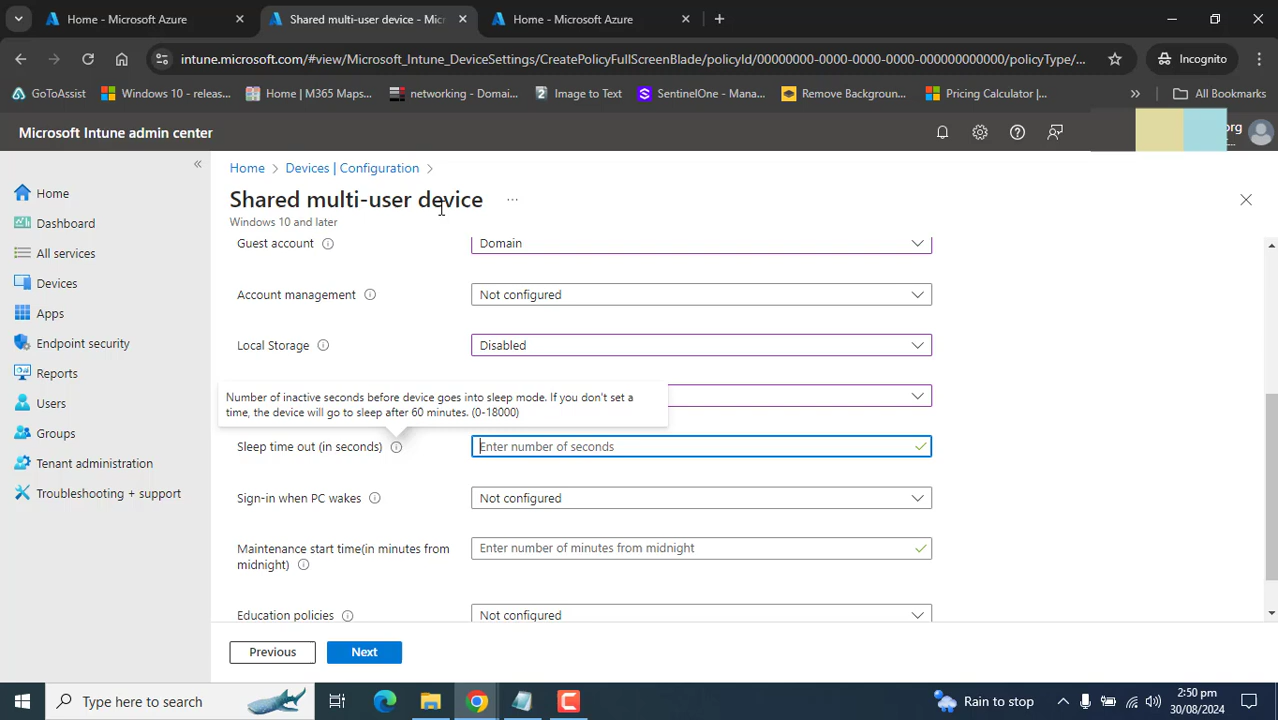 Home - Microsoft Azure
Shared multi-user device - Mic
Home - Microsoft Azure
intune.microsoft.com/#view/Microsoft_Intune_DeviceSettings/CreatePolicyFullScreenBlade/policyId/00000000-0000-0000-0000-000000000000/policyType/...
Incognito
GoToAssist
Windows 10 - releas...
Home | M365 Maps...
networking - Domai...
Image to Text
SentinelOne - Mana...
Remove Backgroun...
Pricing Calculator |...
All Bookmarks
Microsoft Intune admin center
org
Home
Dashboard
All services
Devices
Apps
Endpoint security
Reports
Users
Groups
Tenant administration
Troubleshooting + support
Home > Devices | Configuration >
Shared multi-user device ...
Windows 10 and later
Guest account
Domain
Account management
Not configured
Local Storage
Disabled
Number of inactive seconds before device goes into sleep mode. If you don't set a
time, the device will go to sleep after 60 minutes. (0-18000)
Sleep time out (in seconds)
Enter number of seconds
Sign-in when PC wakes
Not configured
Maintenance start time(in minutes from
midnight)
Enter number of minutes from midnight
Education policies
Not configured
Previous
Next
Type here to search
Rain to stop
2:50 pm
30/08/2024